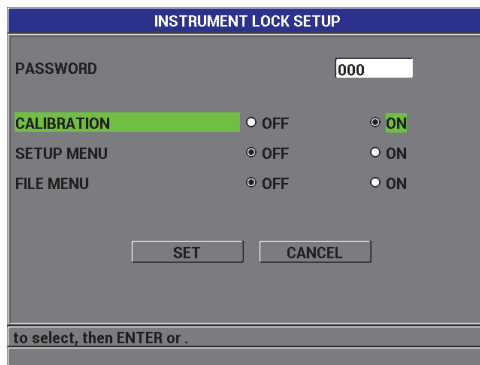 INSTRUMENT LOCK SETUP
PASSWORD 000
CALIBRATION OFF ON
SETUP MENU OFF ON
FILE MENU OFF ON
SET CANCEL
to select, then ENTER or .